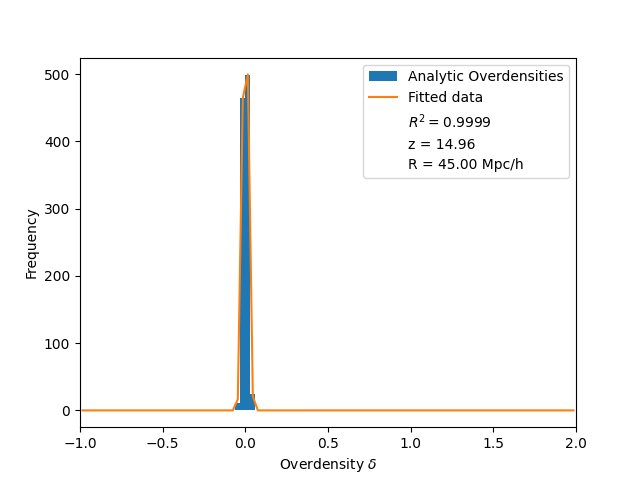 Analytic Overdensities
Fitted data
R² = 0.9999
z = 14.96
R = 45.00 Mpc/h
Frequency
500
400
300
200
100
0
−1.0 −0.5 0.0 0.5 1.0 1.5 2.0
Overdensity δ